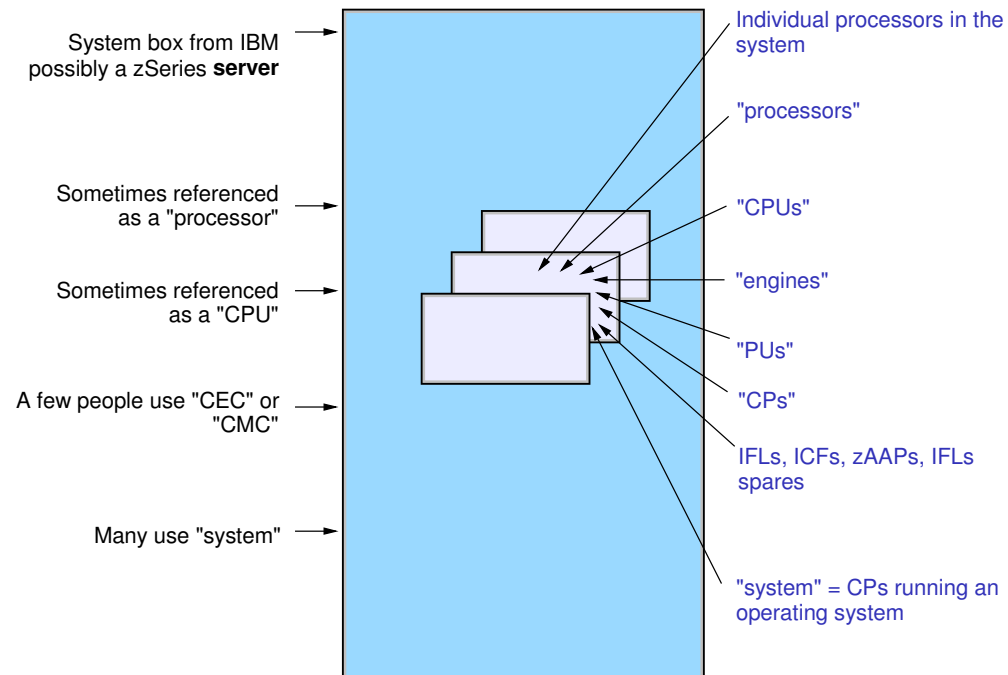 System box from IBM
possibly a zSeries server
Sometimes referenced
as a "processor"
Sometimes referenced
as a "CPU"
A few people use "CEC" or
"CMC"
Many use "system"
Individual processors in the
system
"processors"
"CPUs"
"engines"
"PUs"
"CPs"
IFLs, ICFs, zAAPs, IFLs
spares
"system" = CPs running an
operating system